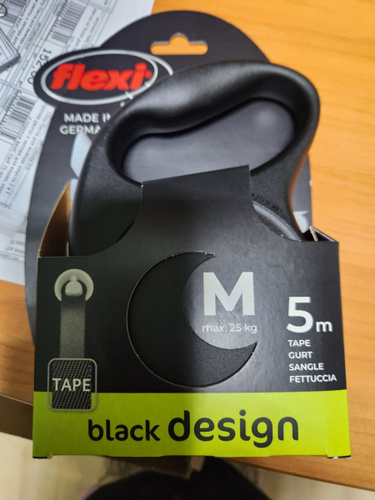 flexi
MADE IN
GERMA
M
max. 25 kg
5m
TAPE
GURT
SANGLE
FETTUCCIA
TAPE
black design